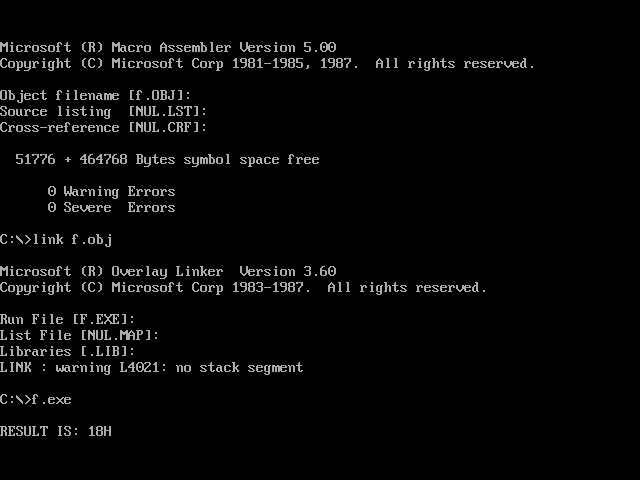 Microsoft (R) Macro Assembler Version 5.00
Copyright (C) Microsoft Corp 1981-1985, 1987.  All rights reserved.
Object filename [f.OBJ]:
Source listing  [NUL.LST]:
Cross-reference [NUL.CRF]:
51776 + 464768 Bytes symbol space free
0 Warning Errors
0 Severe  Errors
C:\>link f.obj
Microsoft (R) Overlay Linker  Version 3.60
Copyright (C) Microsoft Corp 1983-1987.  All rights reserved.
Run File [F.EXE]:
List File [NUL.MAP]:
Libraries [.LIB]:
LINK : warning L4021: no stack segment
C:\>f.exe
RESULT IS: 18H